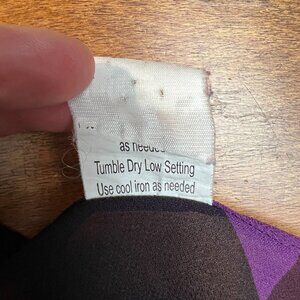 as needed
Tumble Dry Low Setting
Use cool iron as needed